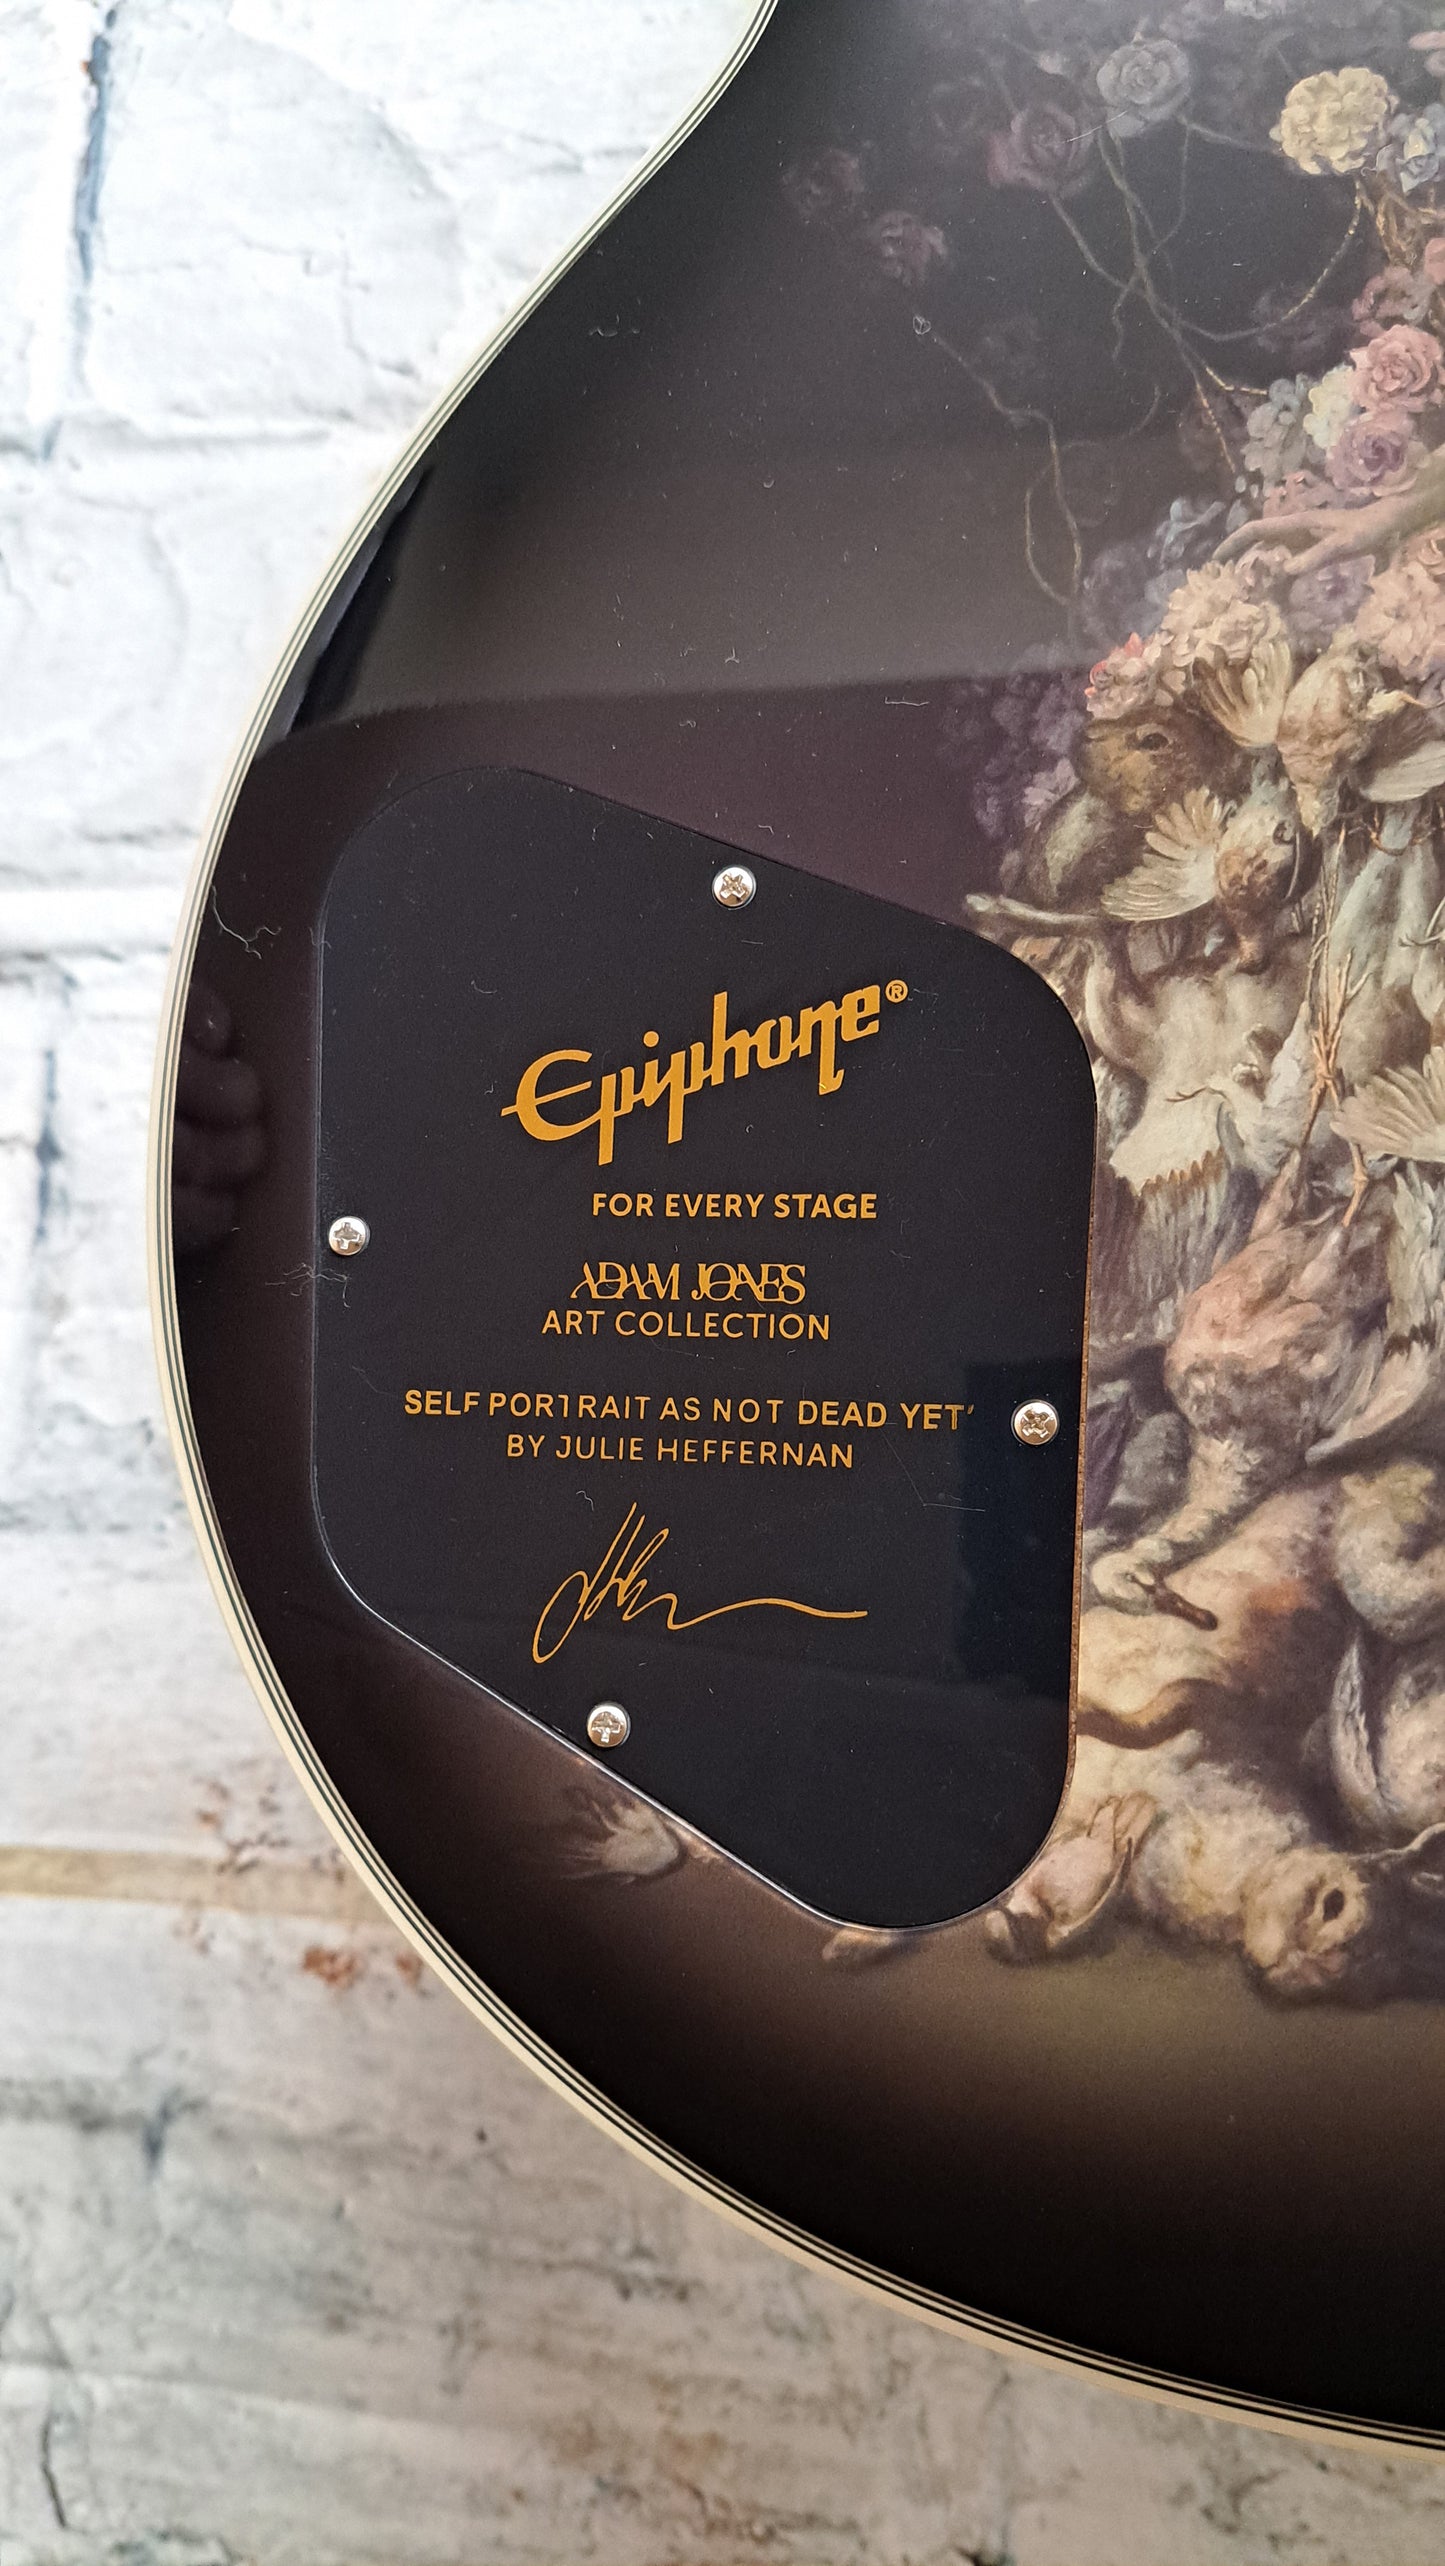 Epiphone®
FOR EVERY STAGE
ADAM JONES
ART COLLECTION
SELF PORTRAIT AS NOT DEAD YET'
BY JULIE HEFFERNAN